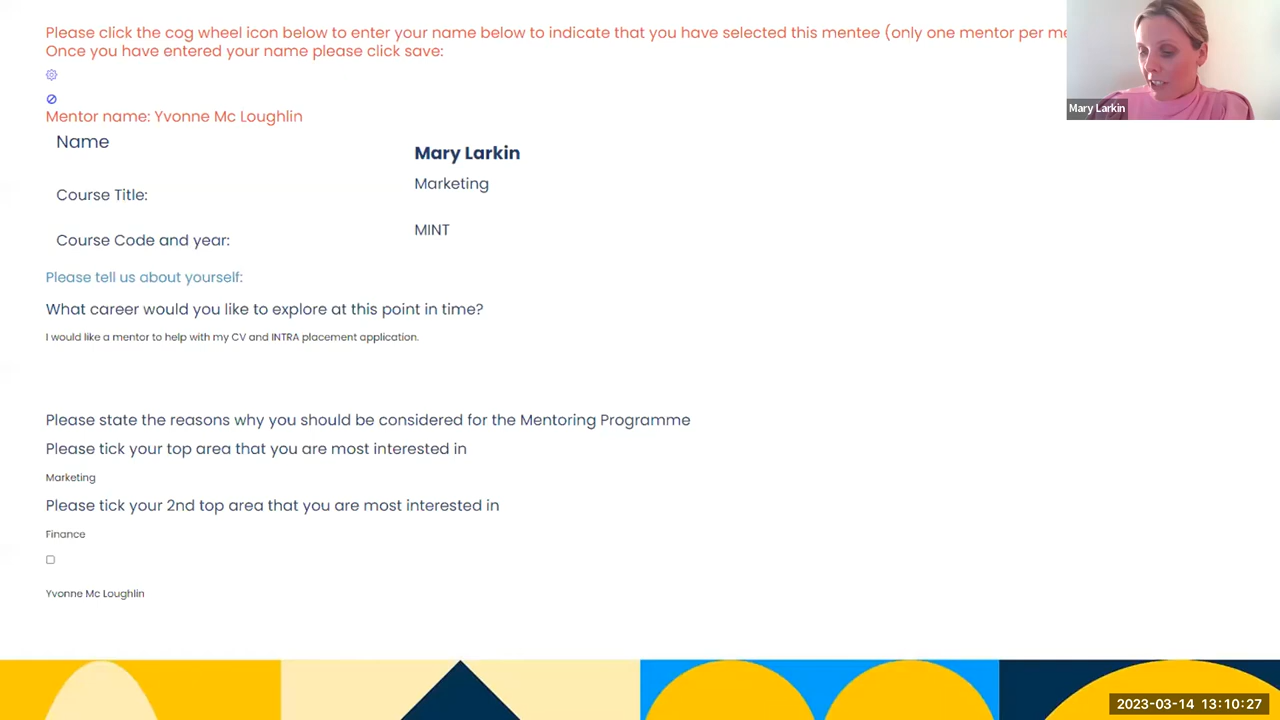 Please click the cog wheel icon below to enter your name below to indicate that you have selected this mentee (only one mentor per
Once you have entered your name please click save:
Mary Larkin
Mentor name: Yvonne Mc Loughlin
Name
Mary Larkin
Course Title:
Marketing
Course Code and year:
MINT
Please tell us about yourself:
What career would you like to explore at this point in time?
I would like a mentor to help with my CV and INTRA placement application.
Please state the reasons why you should be considered for the Mentoring Programme
Please tick your top area that you are most interested in
Marketing
Please tick your 2nd top area that you are most interested in
Finance
Yvonne Mc Loughlin
2023-03-14 13:10:27